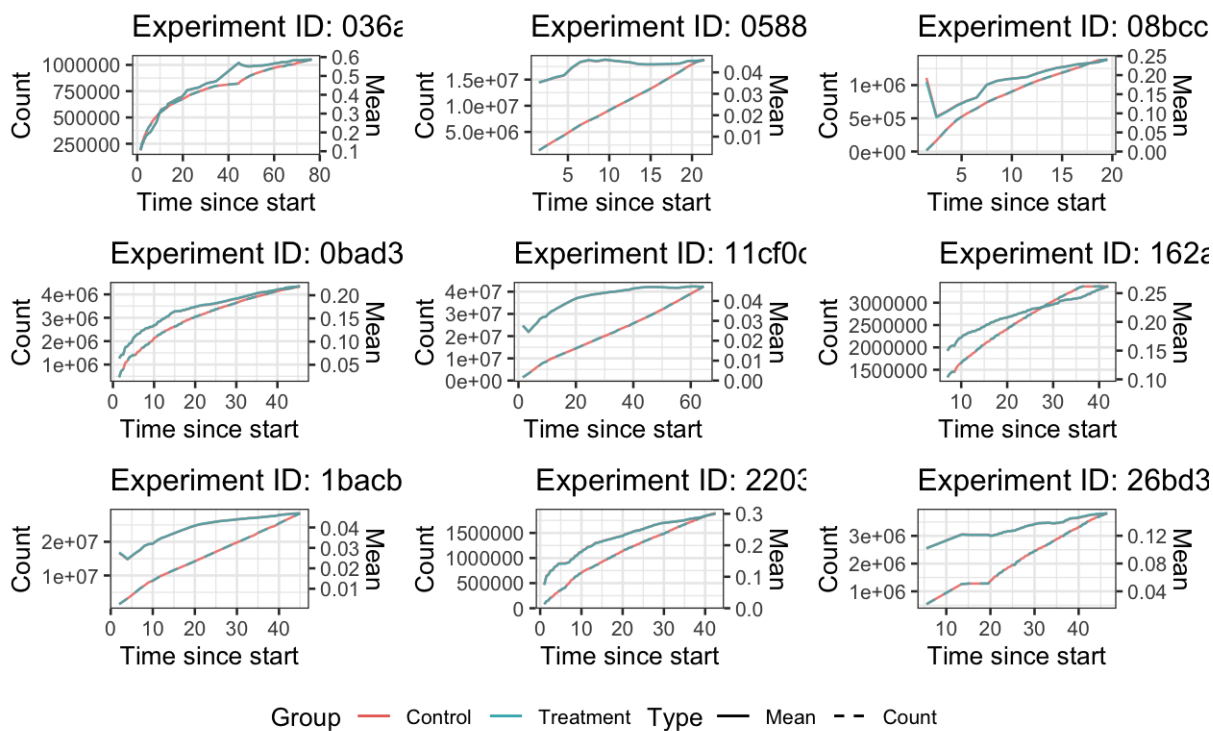 Experiment ID: 036a
Experiment ID: 0588
Experiment ID: 08bcc
Count
1000000
750000
500000
250000
0.6
0.5
0.4
0.3
0.2
0.1
Mean
0 20 40 60 80
Time since start
Count
1.5e+07
1.0e+07
5.0e+06
0.04
0.03
0.02
0.01
Mean
5 10 15 20
Time since start
Count
1e+06
5e+05
0e+00
0.25
0.20
0.15
0.10
0.05
0.00
Mean
5 10 15 20
Time since start
Experiment ID: 0bad3
Experiment ID: 11cf0
Experiment ID: 162a
Count
4e+06
3e+06
2e+06
1e+06
0.20
0.15
0.10
0.05
Mean
0 10 20 30 40
Time since start
Count
4e+07
3e+07
2e+07
1e+07
0e+00
0.04
0.03
0.02
0.01
0.00
Mean
0 20 40 60
Time since start
Count
3000000
2500000
2000000
1500000
0.25
0.20
0.15
0.10
Mean
10 20 30 40
Time since start
Experiment ID: 1bacb
Experiment ID: 2203
Experiment ID: 26bd3
Count
2e+07
1e+07
0.04
0.03
0.02
0.01
Mean
0 10 20 30 40
Time since start
Count
1500000
1000000
500000
0
0.3
0.2
0.1
0.0
Mean
0 10 20 30 40
Time since start
Count
3e+06
2e+06
1e+06
0.12
0.08
0.04
Mean
10 20 30 40
Time since start
Group Control Treatment Type Mean Count